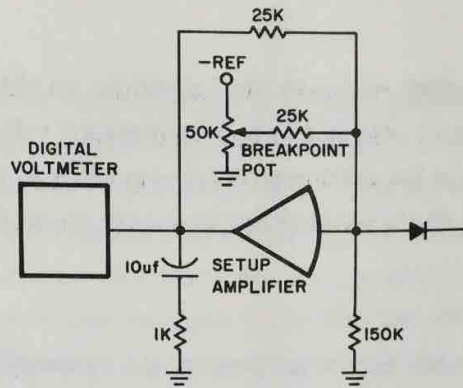 25K
-REF
25K
50K
BREAKPOINT
POT
DIGITAL
VOLTMETER
10uf
SETUP
AMPLIFIER
1K
150K